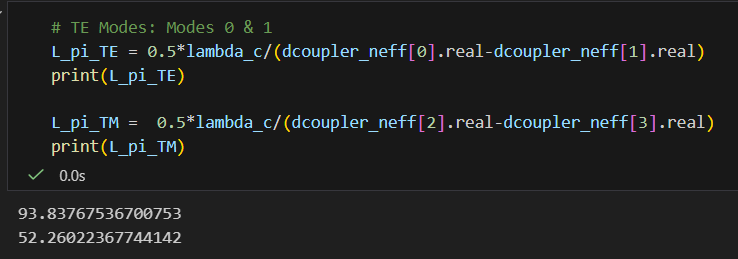 # TE Modes: Modes 0 & 1
L_pi_TE = 0.5*lambda_c/(dcoupler_neff[0].real-dcoupler_neff[1].real)
print(L_pi_TE)
L_pi_TM =  0.5*lambda_c/(dcoupler_neff[2].real-dcoupler_neff[3].real)
print(L_pi_TM)
0.0s
93.83767536700753
52.26022367744142